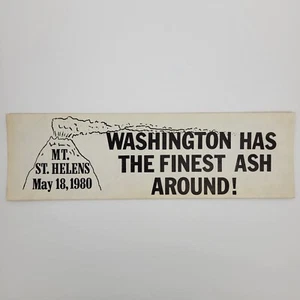 MT.
ST. HELENS
May 18, 1980
WASHINGTON HAS
THE FINEST ASH
AROUND!